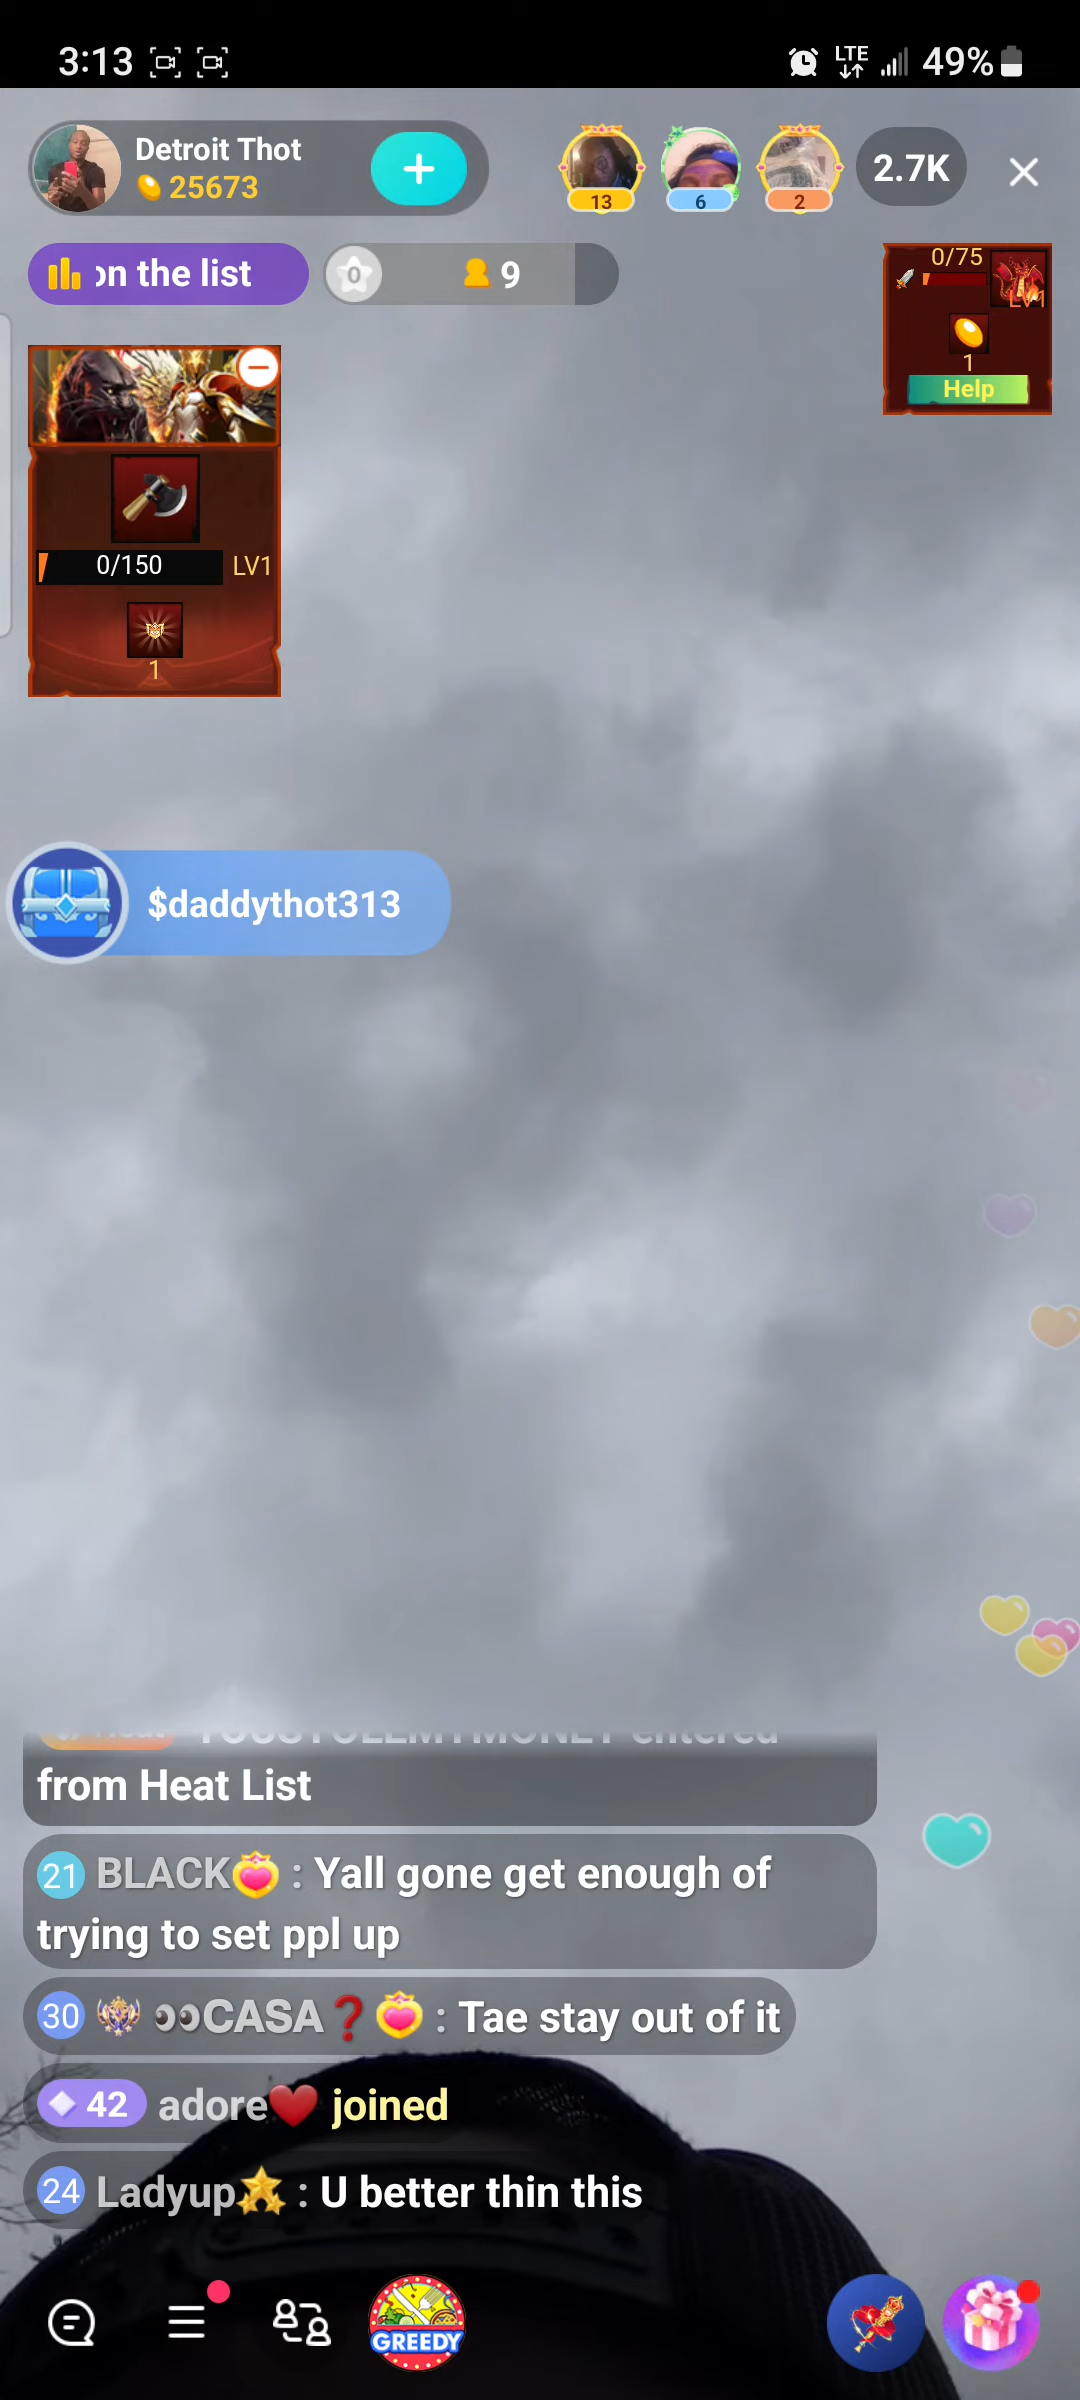 3:13
LTE
49%
Detroit Thot
25673
13
6
2
2.7K
on the list
0
9
0/75
LV1
1
Help
0/150
LV1
1
$daddythot313
entered
from Heat List
21 BLACK : Yall gone get enough of
trying to set ppl up
30 👀CASA❓ : Tae stay out of it
42 adore❤️ joined
24 Ladyup : U better thin this
GREEDY